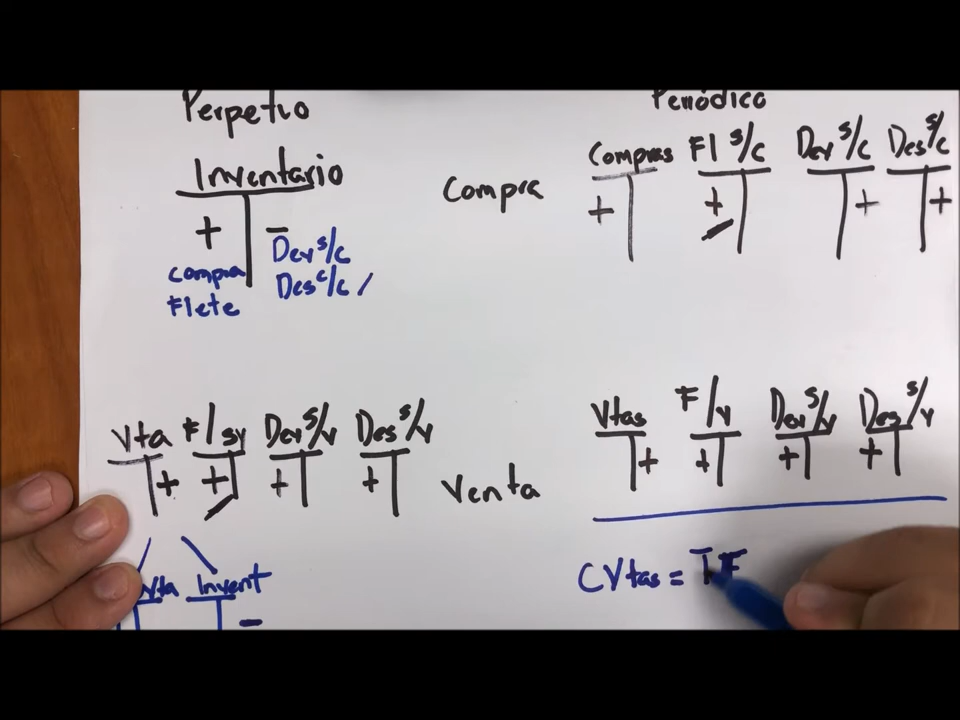 Perpetuo
Periódico
Inventario
Compra
Compras Fl s/c Dev s/c Des s/c
+ -
+ + + +
Dev s/c
Des c/c /
compra
Flete
Vta F/sv Dev s/v Des s/v
+ + + +
Venta
Vtas F/v Dev s/v Des s/v
+ + + +
Vta Invent
-
CVtas =